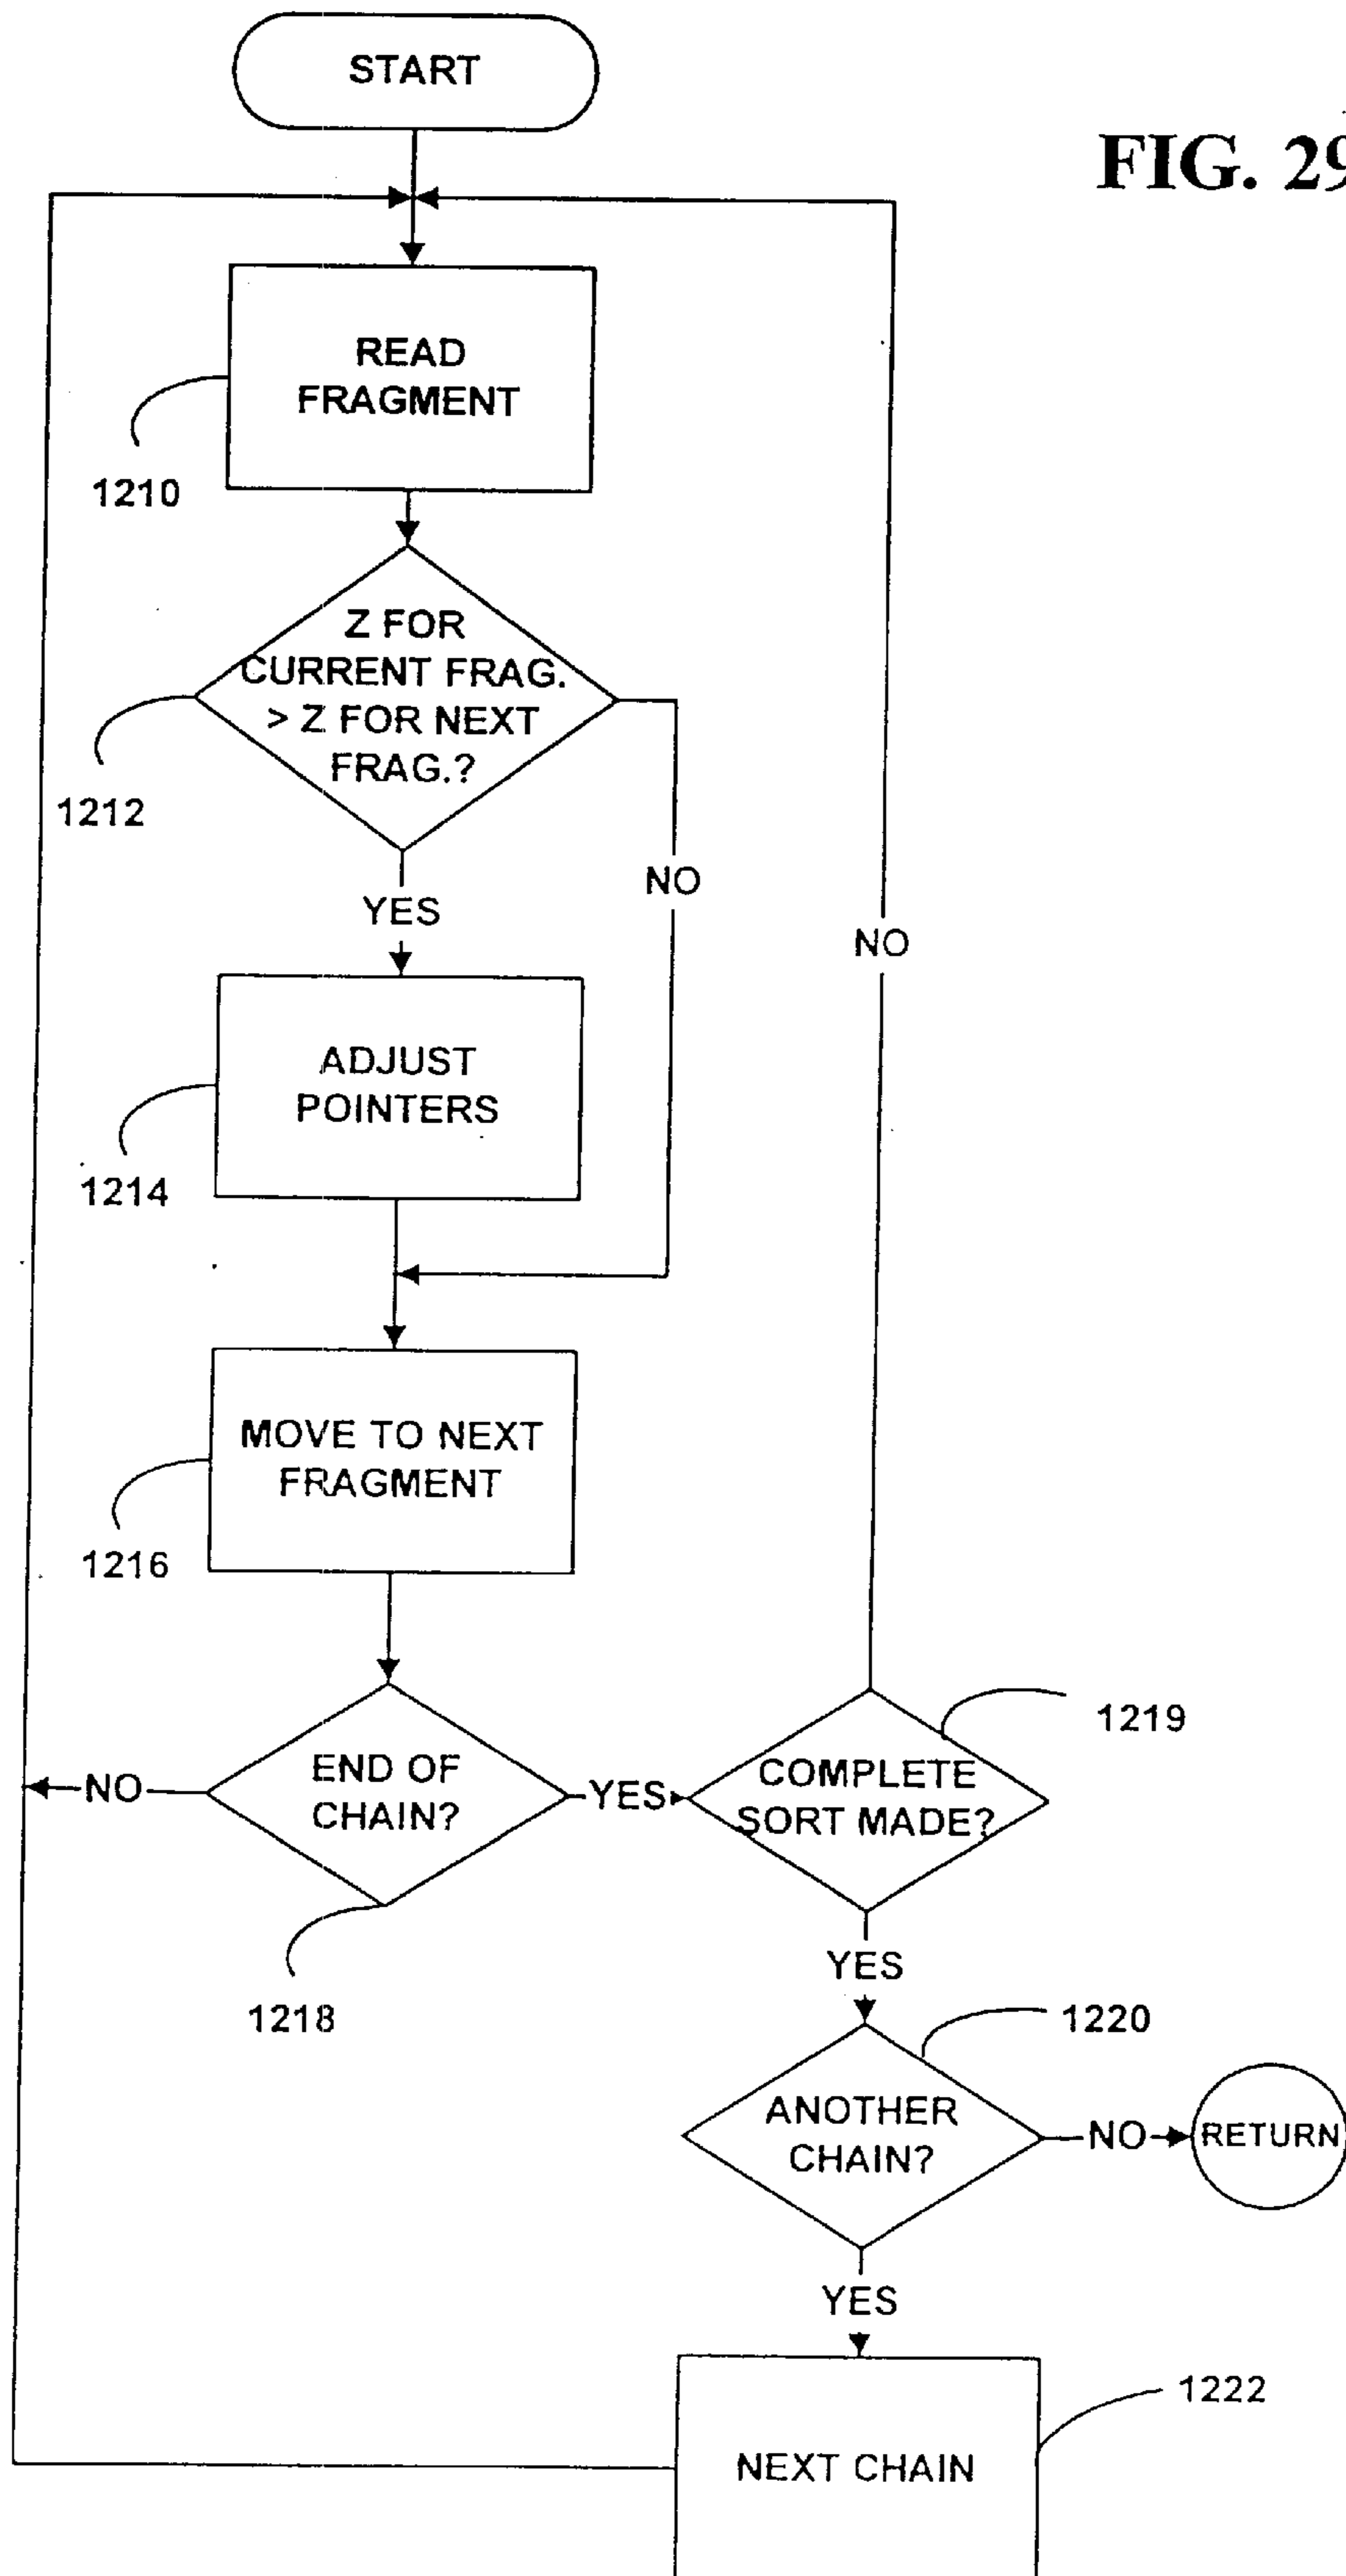 START
FIG. 29
READ
FRAGMENT
1210
Z FOR
CURRENT FRAG.
> Z FOR NEXT
FRAG.?
1212
NO
YES
NO
ADJUST
POINTERS
1214
MOVE TO NEXT
FRAGMENT
1216
1219
END OF
CHAIN?
NO
YES
COMPLETE
SORT MADE?
1218
YES
1220
ANOTHER
CHAIN?
NO
RETURN
YES
1222
NEXT CHAIN